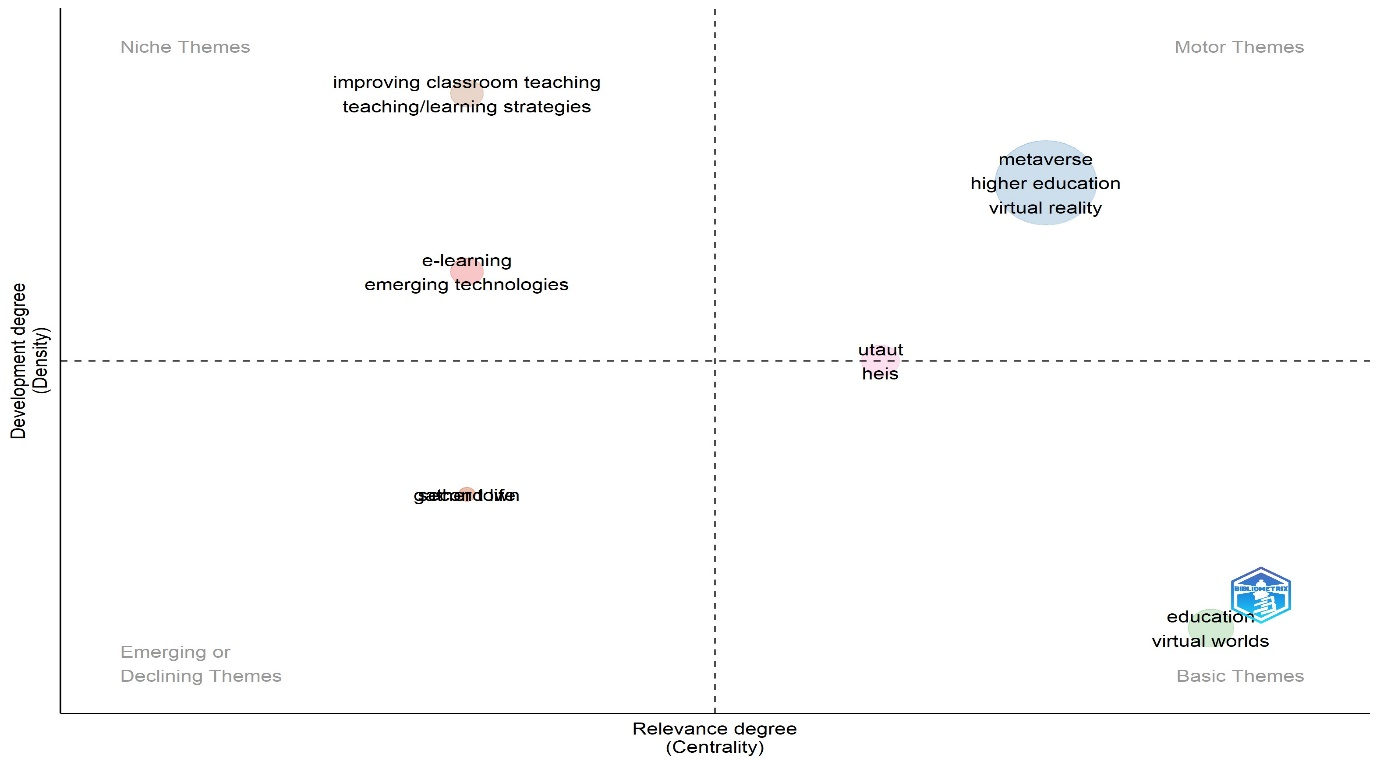 Niche Themes
Motor Themes
improving classroom teaching
teaching/learning strategies
metaverse
higher education
virtual reality
e-learning
emerging technologies
Development degree
(Density)
utaut
heis
BIBLIOMETRIX
education
virtual worlds
Emerging or
Declining Themes
Basic Themes
Relevance degree
(Centrality)